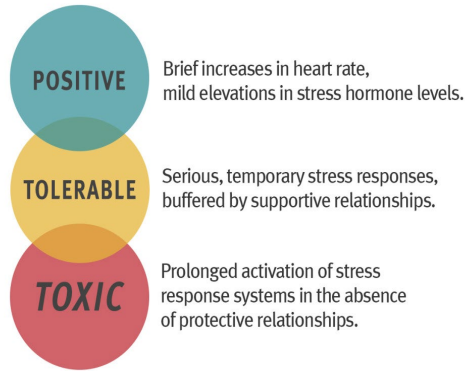 POSITIVE
Brief increases in heart rate,
mild elevations in stress hormone levels.
TOLERABLE
Serious, temporary stress responses,
buffered by supportive relationships.
TOXIC
Prolonged activation of stress
response systems in the absence
of protective relationships.